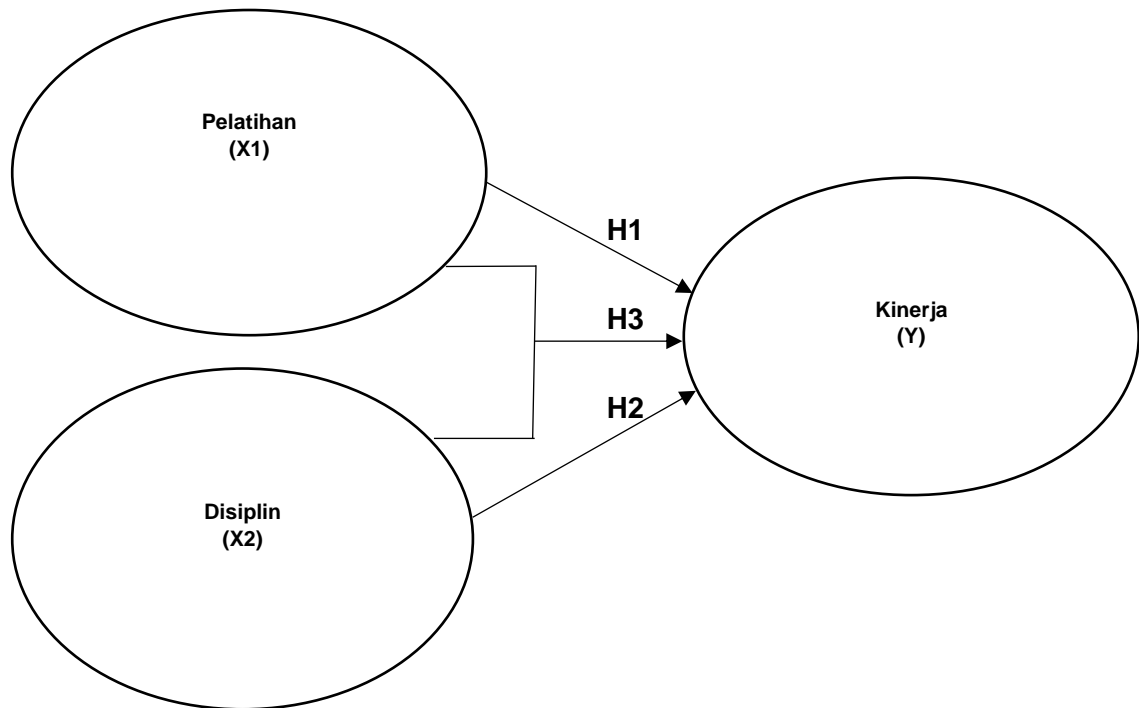 Pelatihan
(X1)
H1
H3
Kinerja
(Y)
H2
Disiplin
(X2)